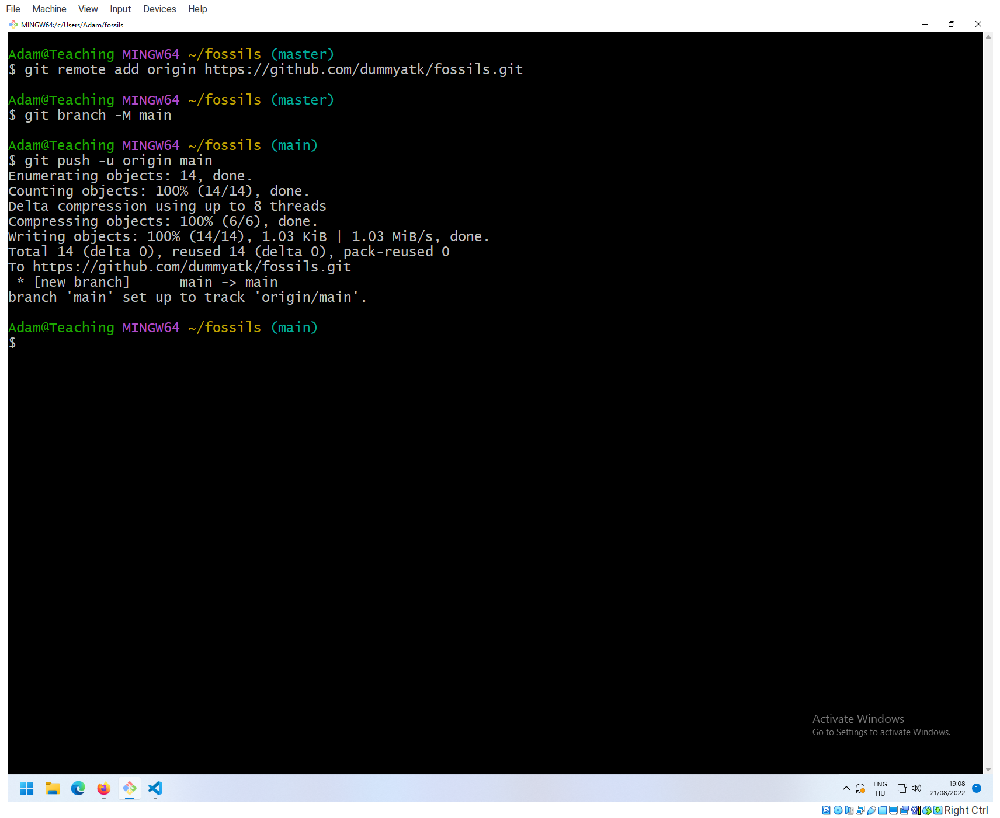 File Machine View Input Devices Help
MINGW64:/c/Users/Adam/fossils
Adam@Teaching MINGW64 ~/fossils (master)
$ git remote add origin https://github.com/dummyatk/fossils.git
Adam@Teaching MINGW64 ~/fossils (master)
$ git branch -M main
Adam@Teaching MINGW64 ~/fossils (main)
$ git push -u origin main
Enumerating objects: 14, done.
Counting objects: 100% (14/14), done.
Delta compression using up to 8 threads
Compressing objects: 100% (6/6), done.
Writing objects: 100% (14/14), 1.03 KiB | 1.03 MiB/s, done.
Total 14 (delta 0), reused 14 (delta 0), pack-reused 0
To https://github.com/dummyatk/fossils.git
 * [new branch]      main -> main
branch 'main' set up to track 'origin/main'.
Adam@Teaching MINGW64 ~/fossils (main)
$
Activate Windows
Go to Settings to activate Windows.
ENG 19:08
HU 21/08/2022 1
Right Ctrl